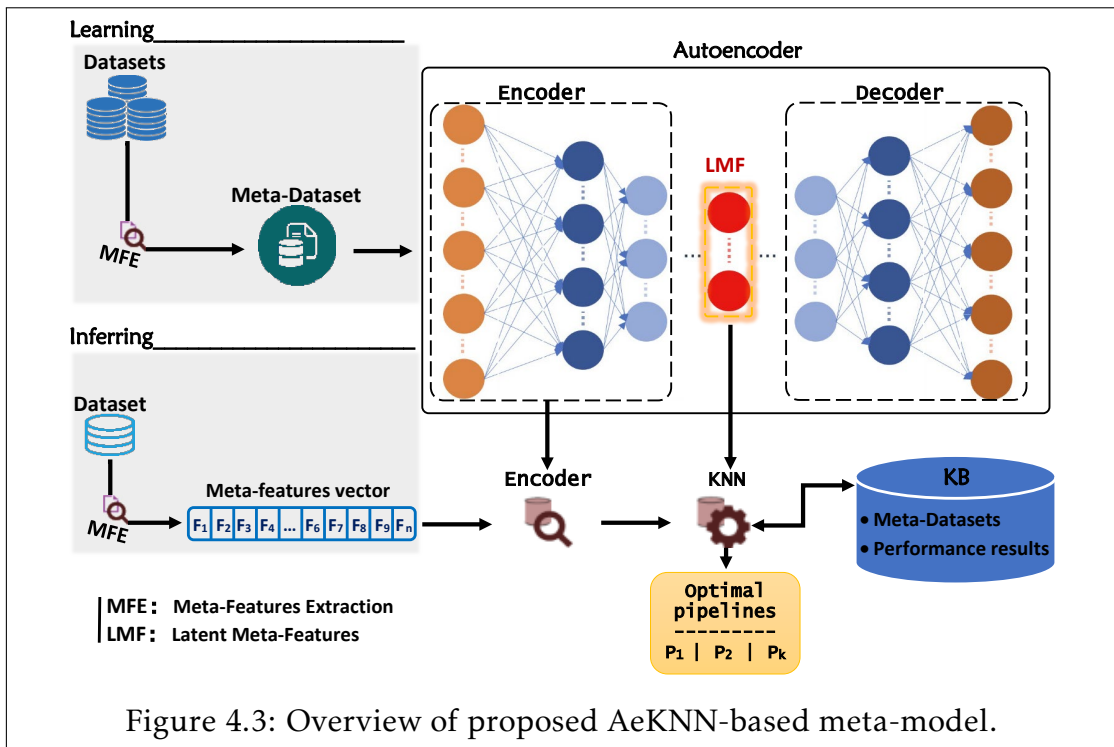 Learning
Datasets
MFE
Meta-Dataset
Autoencoder
Encoder
LMF
Decoder
Inferring
Dataset
MFE
Meta-features vector
F1 F2 F3 F4 ... F6 F7 F8 F9 Fn
Encoder
KNN
KB
• Meta-Datasets
• Performance results
Optimal
pipelines
----------
P1 | P2 | Pk
MFE: Meta-Features Extraction
LMF: Latent Meta-Features
Figure 4.3: Overview of proposed AeKNN-based meta-model.